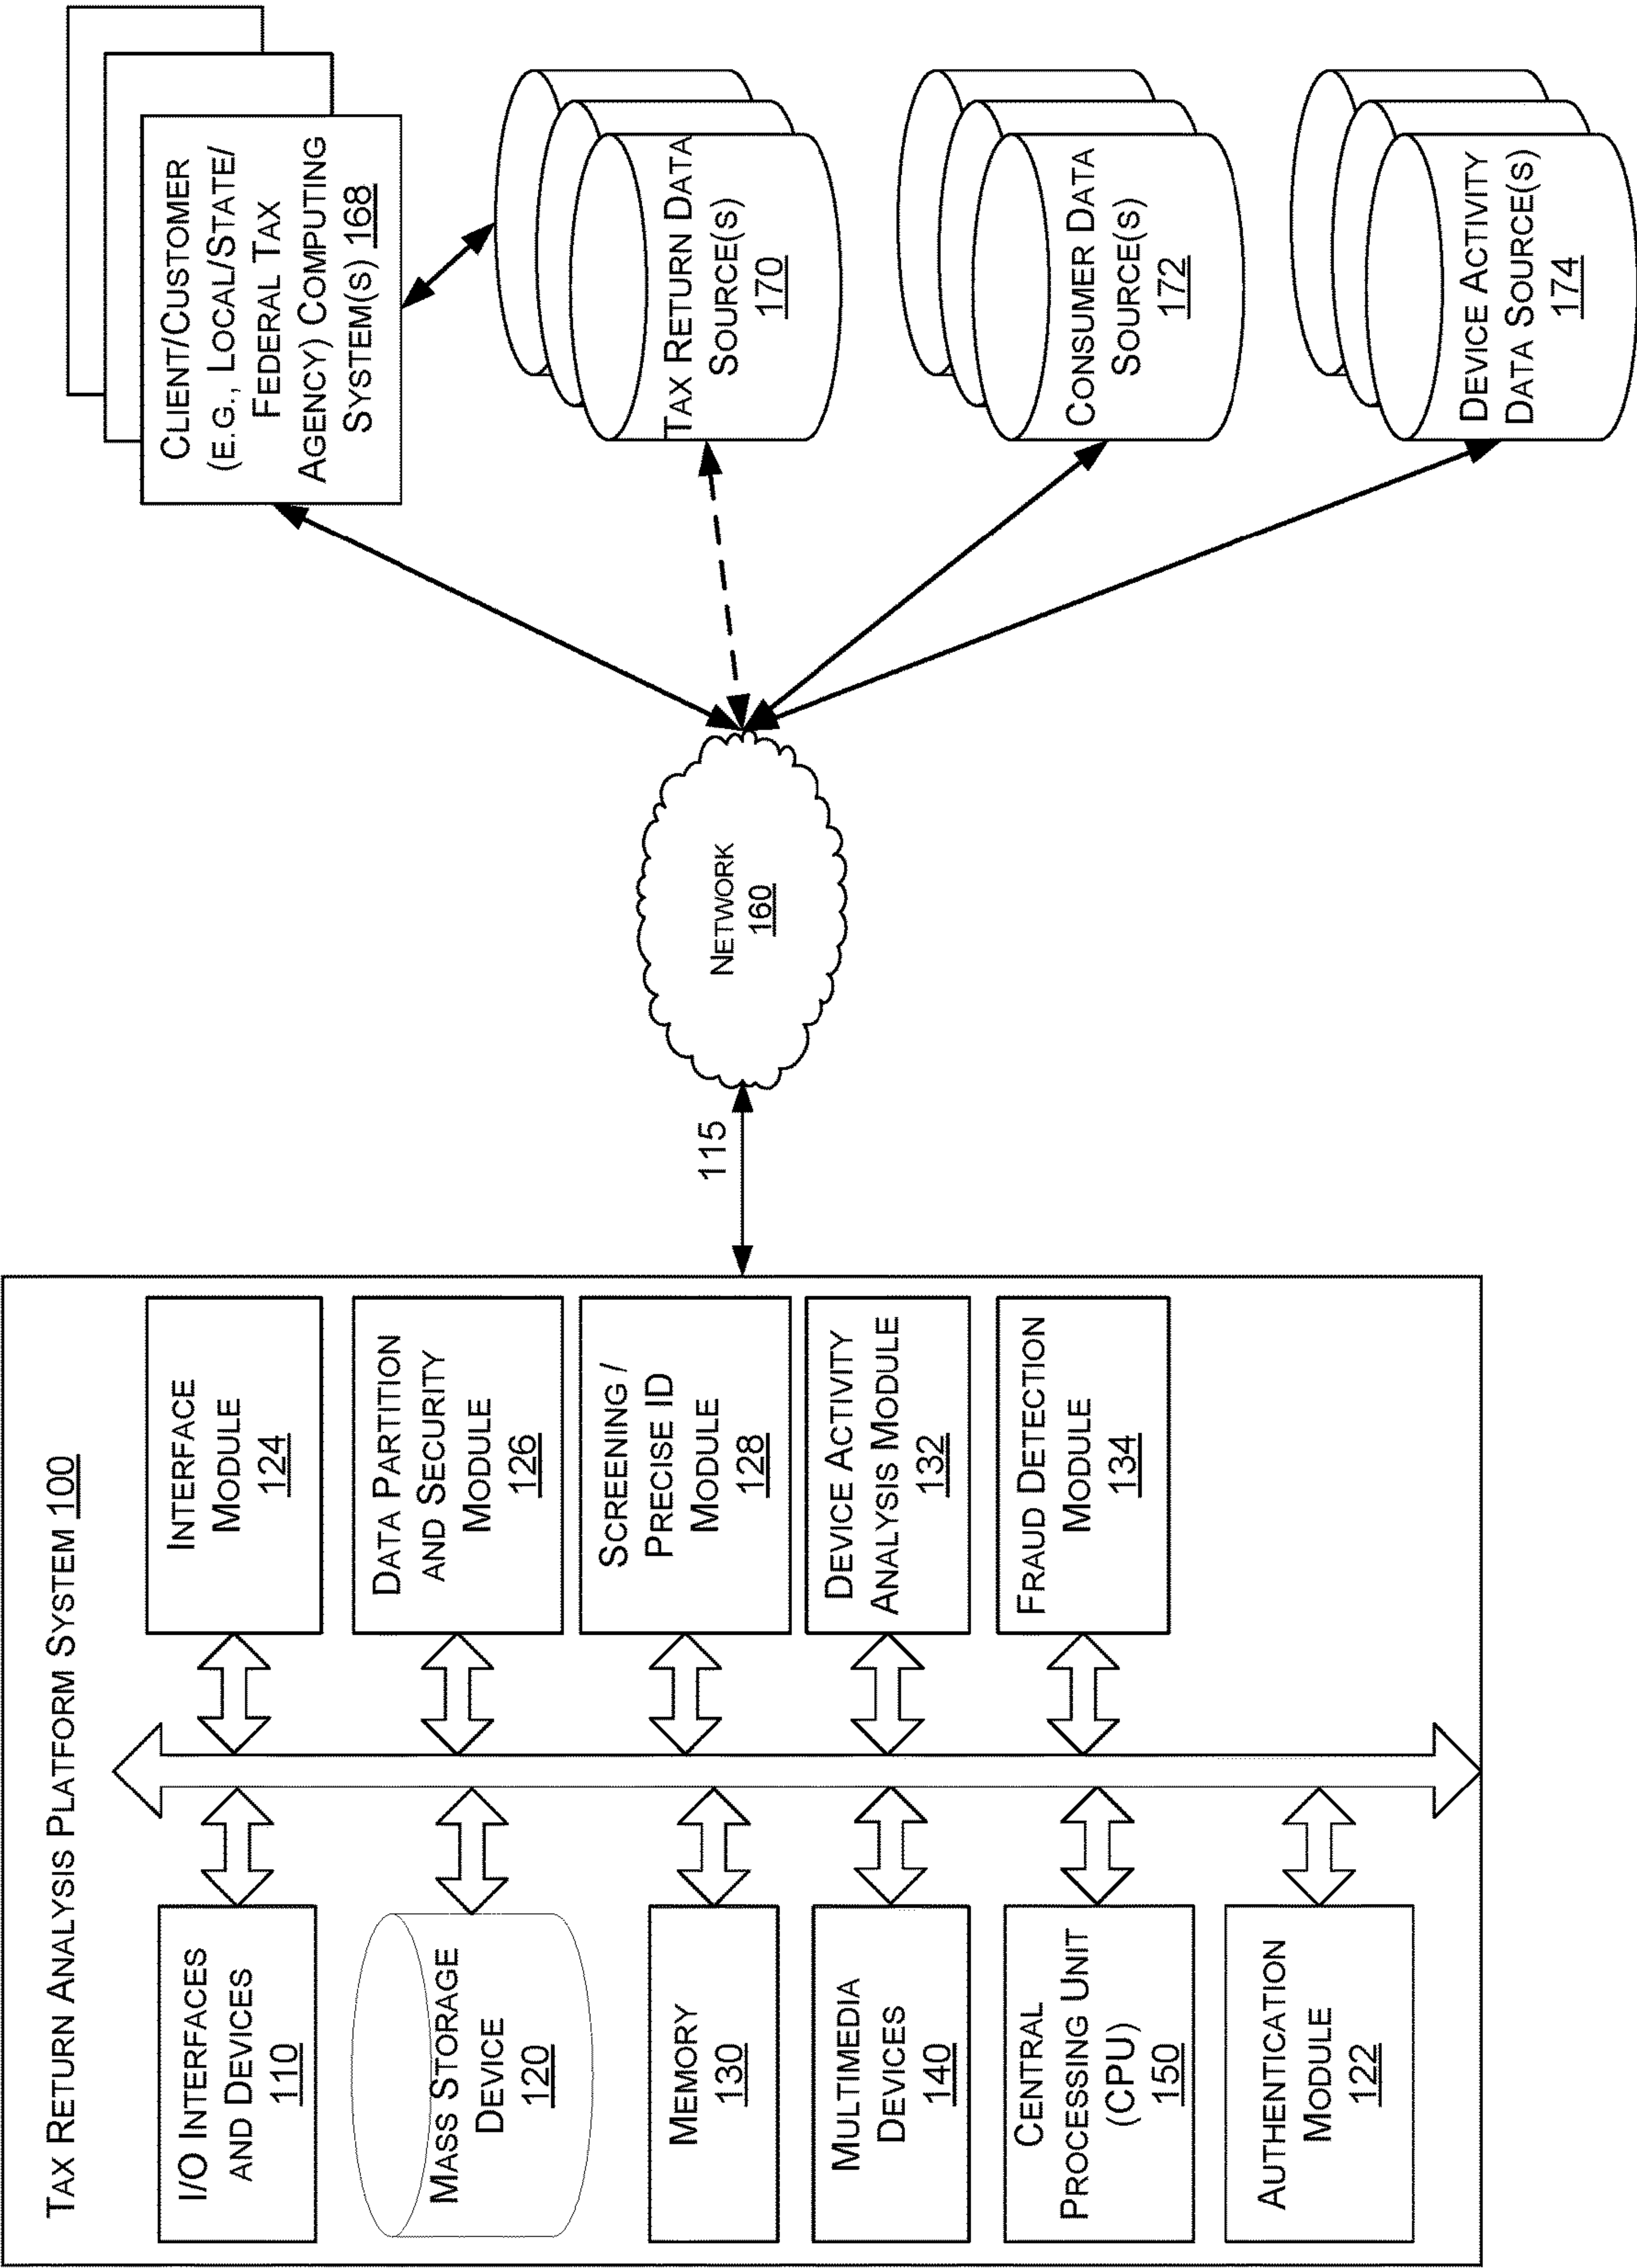 TAX RETURN ANALYSIS PLATFORM SYSTEM 100
I/O INTERFACES
AND DEVICES
110
MASS STORAGE
DEVICE
120
MEMORY
130
MULTIMEDIA
DEVICES
140
CENTRAL
PROCESSING UNIT
(CPU)
150
AUTHENTICATION
MODULE
122
INTERFACE
MODULE
124
DATA PARTITION
AND SECURITY
MODULE
126
SCREENING /
PRECISE ID
MODULE
128
DEVICE ACTIVITY
ANALYSIS MODULE
132
FRAUD DETECTION
MODULE
134
115
NETWORK
160
CLIENT/CUSTOMER
(E.G., LOCAL/STATE/
FEDERAL TAX
AGENCY) COMPUTING
SYSTEM(S) 168
TAX RETURN DATA
SOURCE(S)
170
CONSUMER DATA
SOURCE(S)
172
DEVICE ACTIVITY
DATA SOURCE(S)
174